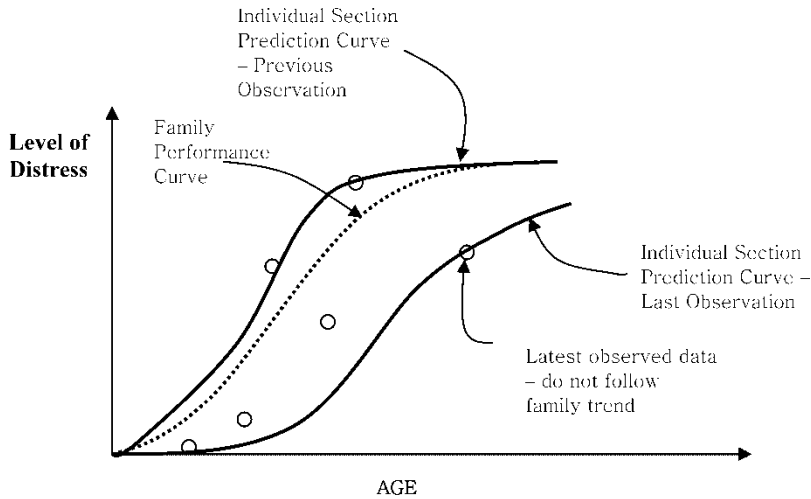 Individual Section
Prediction Curve
– Previous
Observation
Level of
Distress
Family
Performance
Curve
Individual Section
Prediction Curve –
Last Observation
Latest observed data
– do not follow
family trend
AGE